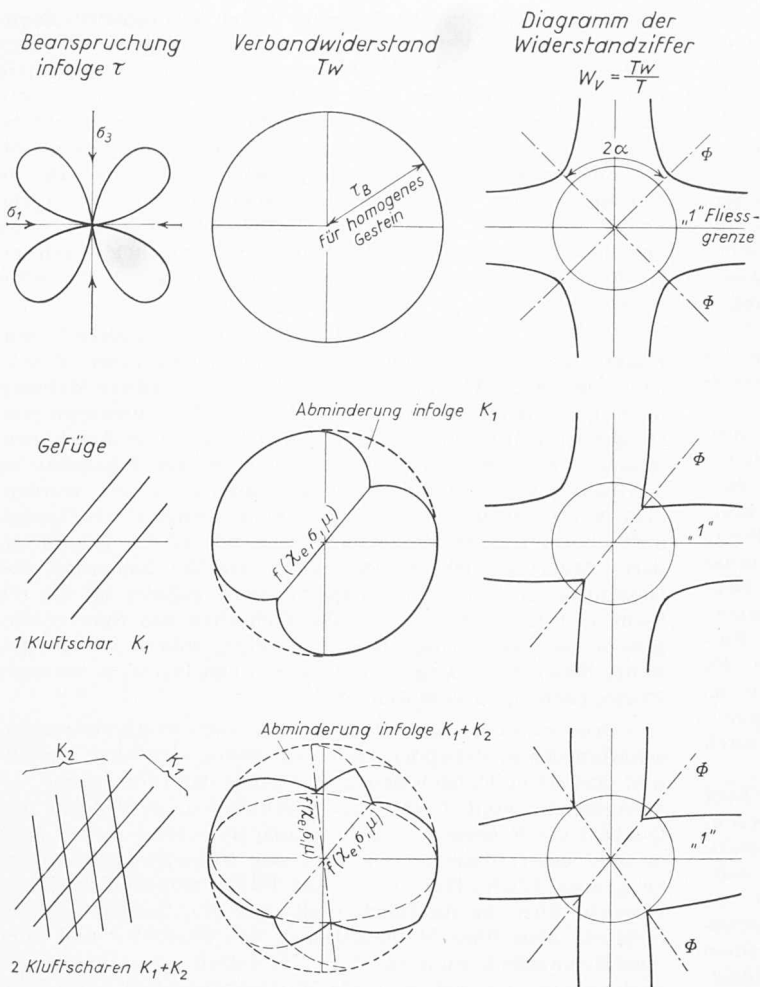 Beanspruchung
infolge τ
Verbandwiderstand
Tw
Diagramm der
Widerstandziffer
W_V = Tw/T
σ3
σ1
τ_B
Für homogenes
Gestein
2α
Φ
„1" Fliess-
grenze
Φ
Gefüge
1 Kluftschar K1
Abminderung infolge K1
f(χe, σ, μ)
Φ
„1"
K2
K1
2 Kluftscharen K1+K2
Abminderung infolge K1+K2
f(χe, σ, μ)
f(χe, σ, μ)
Φ
„1"
Φ